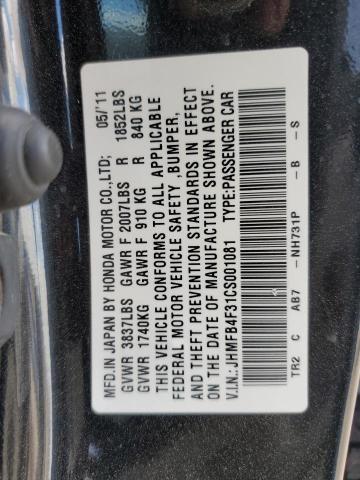 MFD.IN JAPAN BY HONDA MOTOR CO.,LTD. 05/'11
GVWR 3837LBS GAWR F 2007LBS R 1852LBS
GVWR 1740KG GAWR F 910 KG R 840 KG
THIS VEHICLE CONFORMS TO ALL APPLICABLE
FEDERAL MOTOR VEHICLE SAFETY ,BUMPER,
AND THEFT PREVENTION STANDARDS IN EFFECT
ON THE DATE OF MANUFACTURE SHOWN ABOVE.
V.I.N.:JHMFB4F31CS001081 TYPE:PASSENGER CAR
TR2 C AB7 -NH731P -B -S